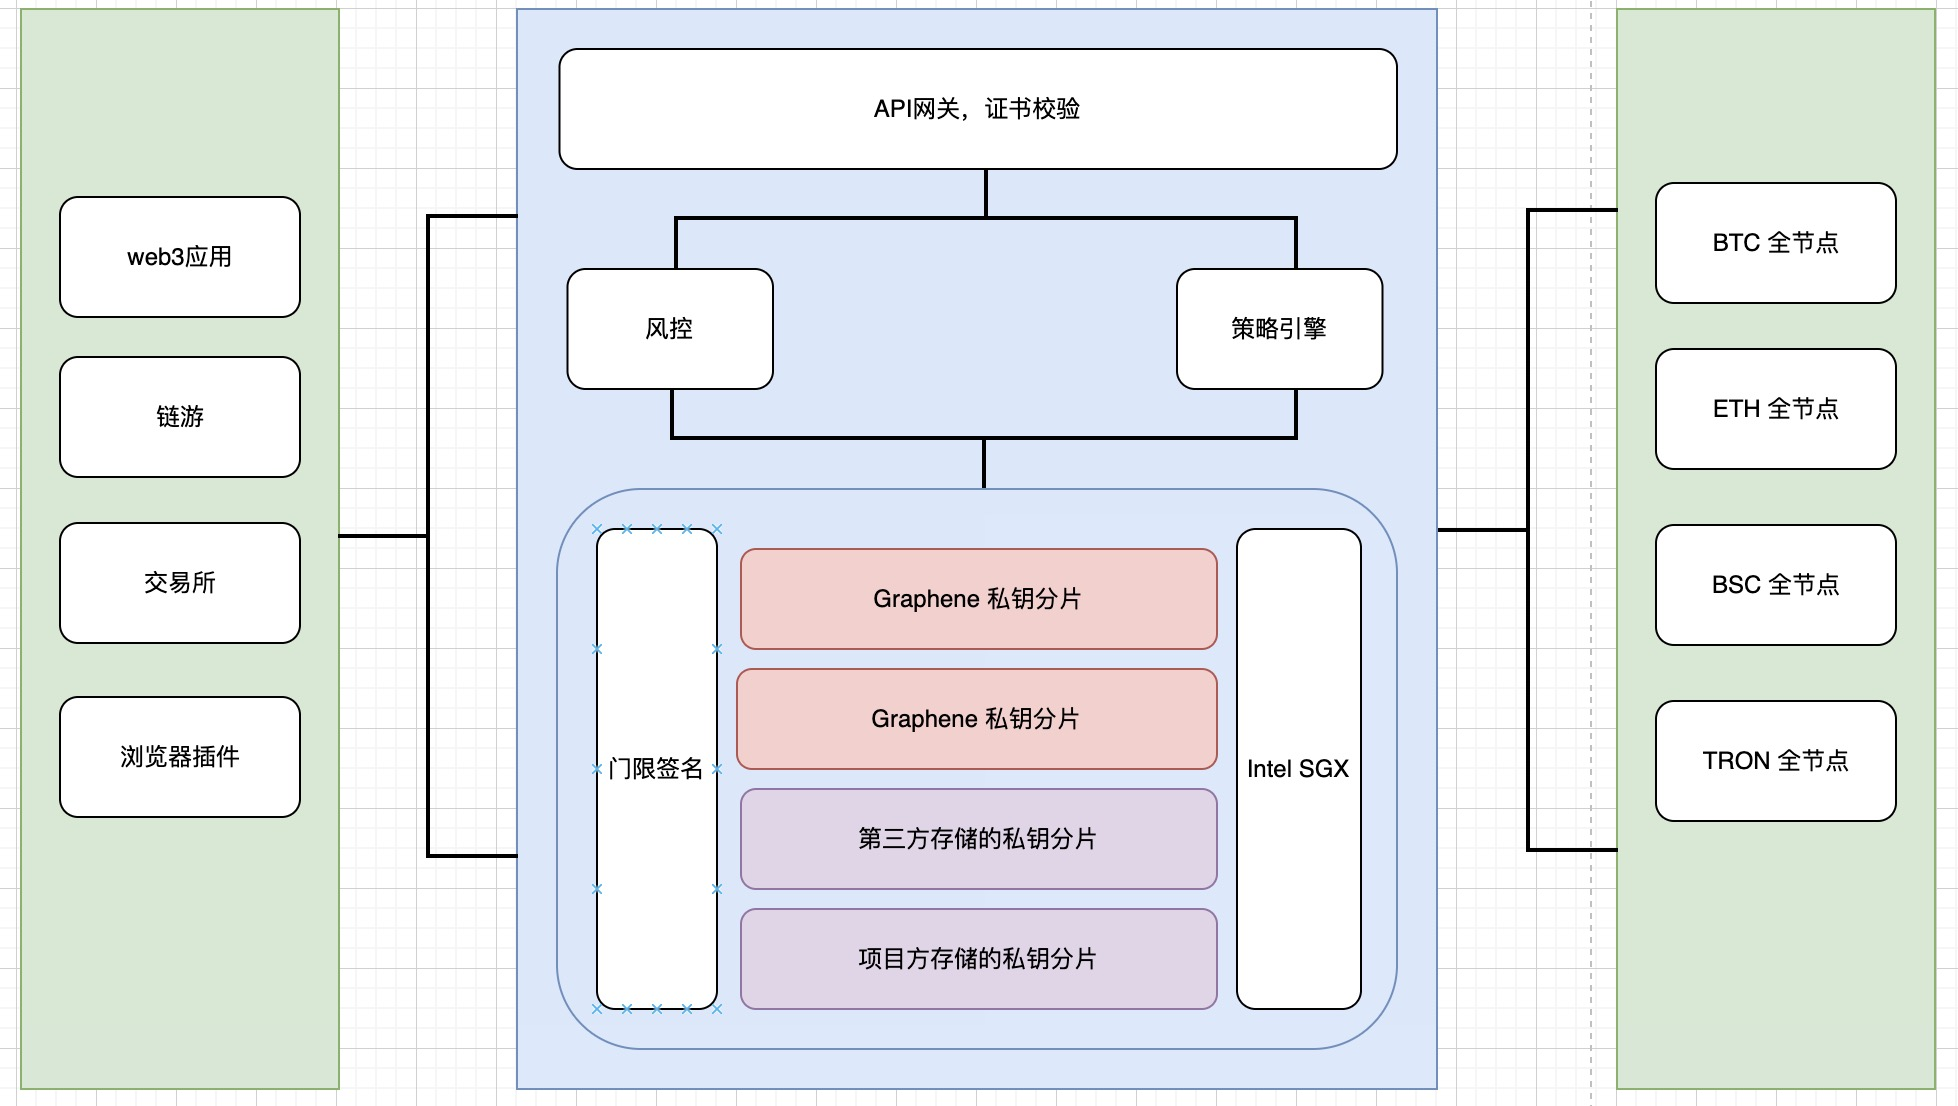 web3应用
链游
交易所
浏览器插件
API网关，证书校验
风控
策略引擎
门限签名
Graphene 私钥分片
Graphene 私钥分片
第三方存储的私钥分片
项目方存储的私钥分片
Intel SGX
BTC 全节点
ETH 全节点
BSC 全节点
TRON 全节点